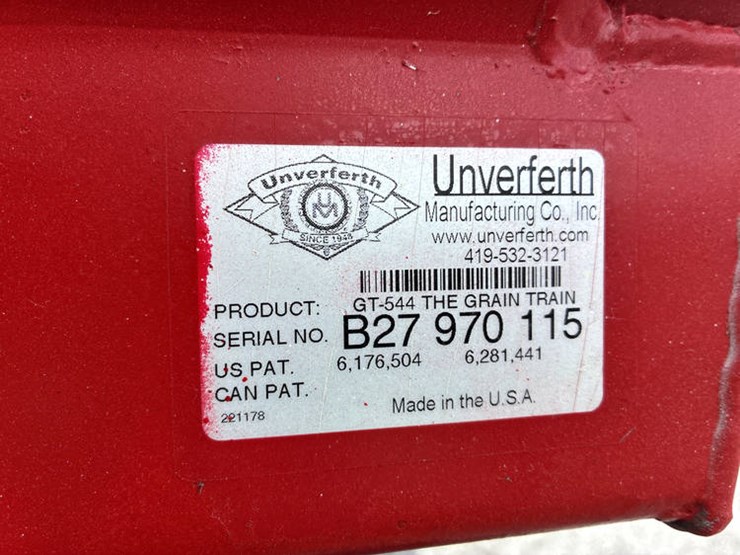 Unverferth
UM
SINCE 1948
Unverferth
Manufacturing Co., Inc.
www.unverferth.com
419-532-3121
PRODUCT: GT-544 THE GRAIN TRAIN
SERIAL NO. B27 970 115
US PAT. 6,176,504 6,281,441
CAN PAT.
221178 Made in the U.S.A.